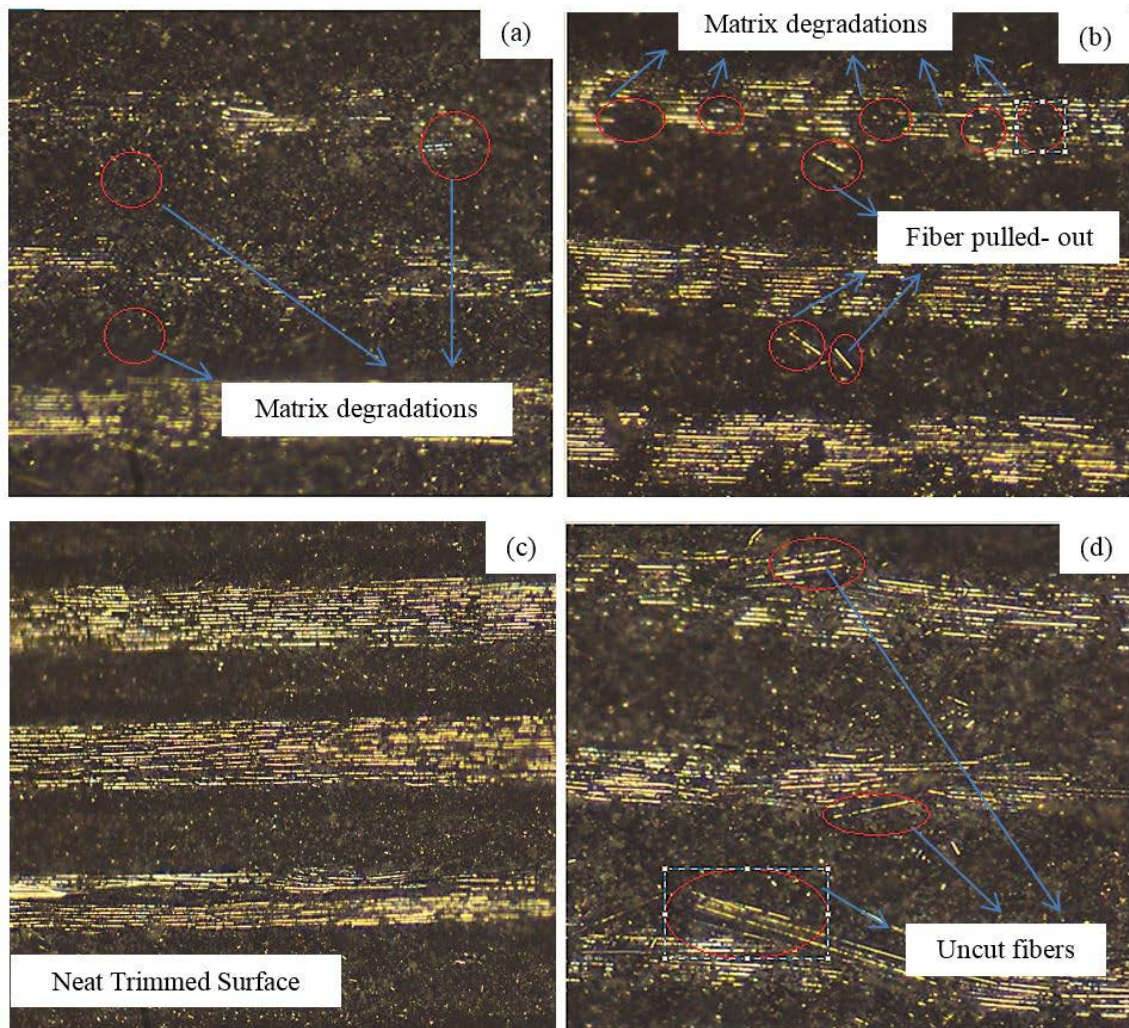 (a)
Matrix degradations
Matrix degradations
(b)
Fiber pulled- out
(c)
Neat Trimmed Surface
(d)
Uncut fibers